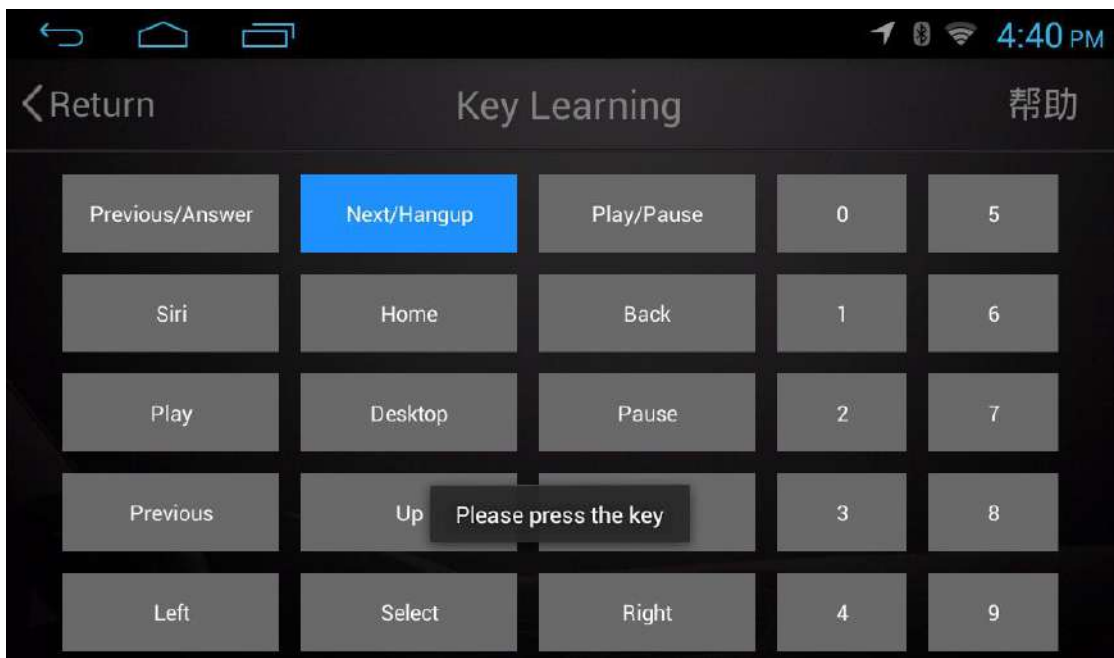 4:40 PM
Return Key Learning 帮助
Previous/Answer Next/Hangup Play/Pause 0 5
Siri Home Back 1 6
Play Desktop Pause 2 7
Previous Up 3 8
Please press the key
Left Select Right 4 9